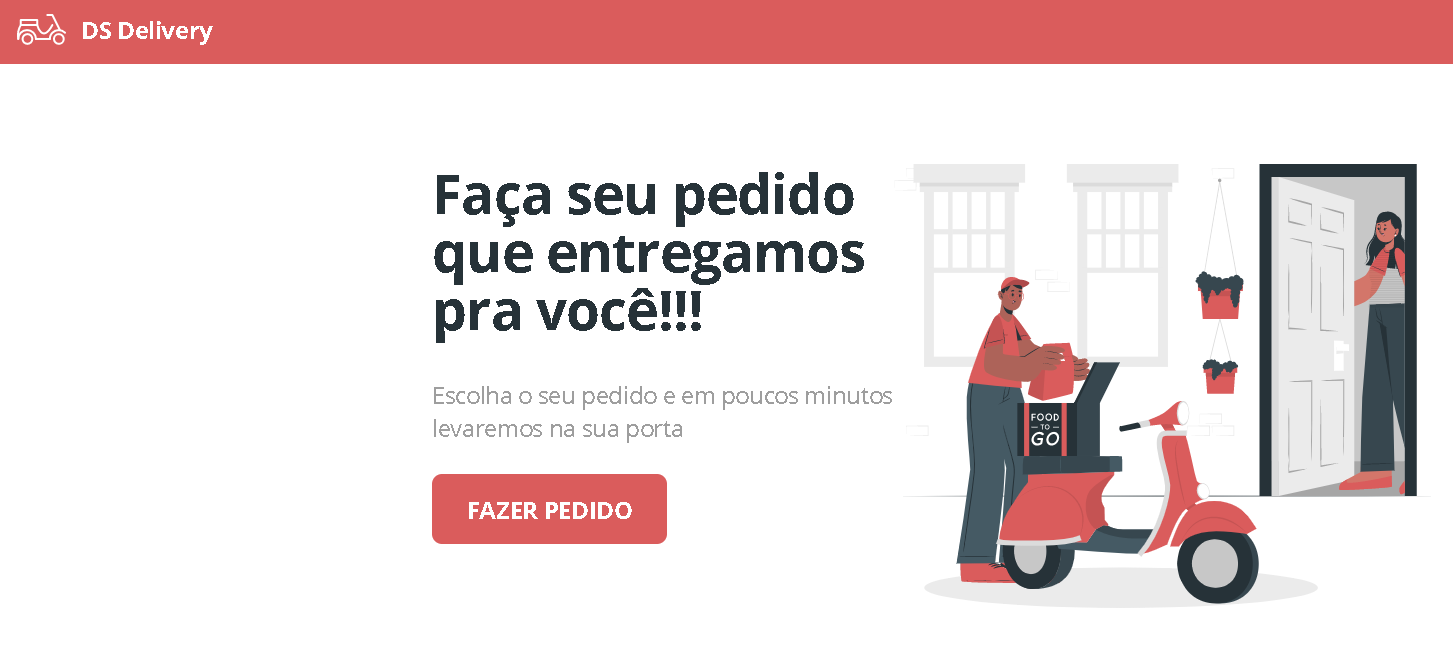 DS Delivery
Faça seu pedido
que entregamos
pra você!!!
Escolha o seu pedido e em poucos minutos
levaremos na sua porta
FAZER PEDIDO
FOOD
TO
GO